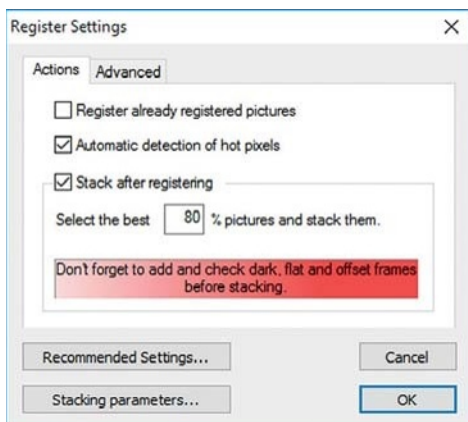 Register Settings
Actions
Advanced
Register already registered pictures
Automatic detection of hot pixels
Stack after registering
Select the best 80 % pictures and stack them.
Don't forget to add and check dark, flat and offset frames
before stacking.
Recommended Settings...
Cancel
Stacking parameters...
OK